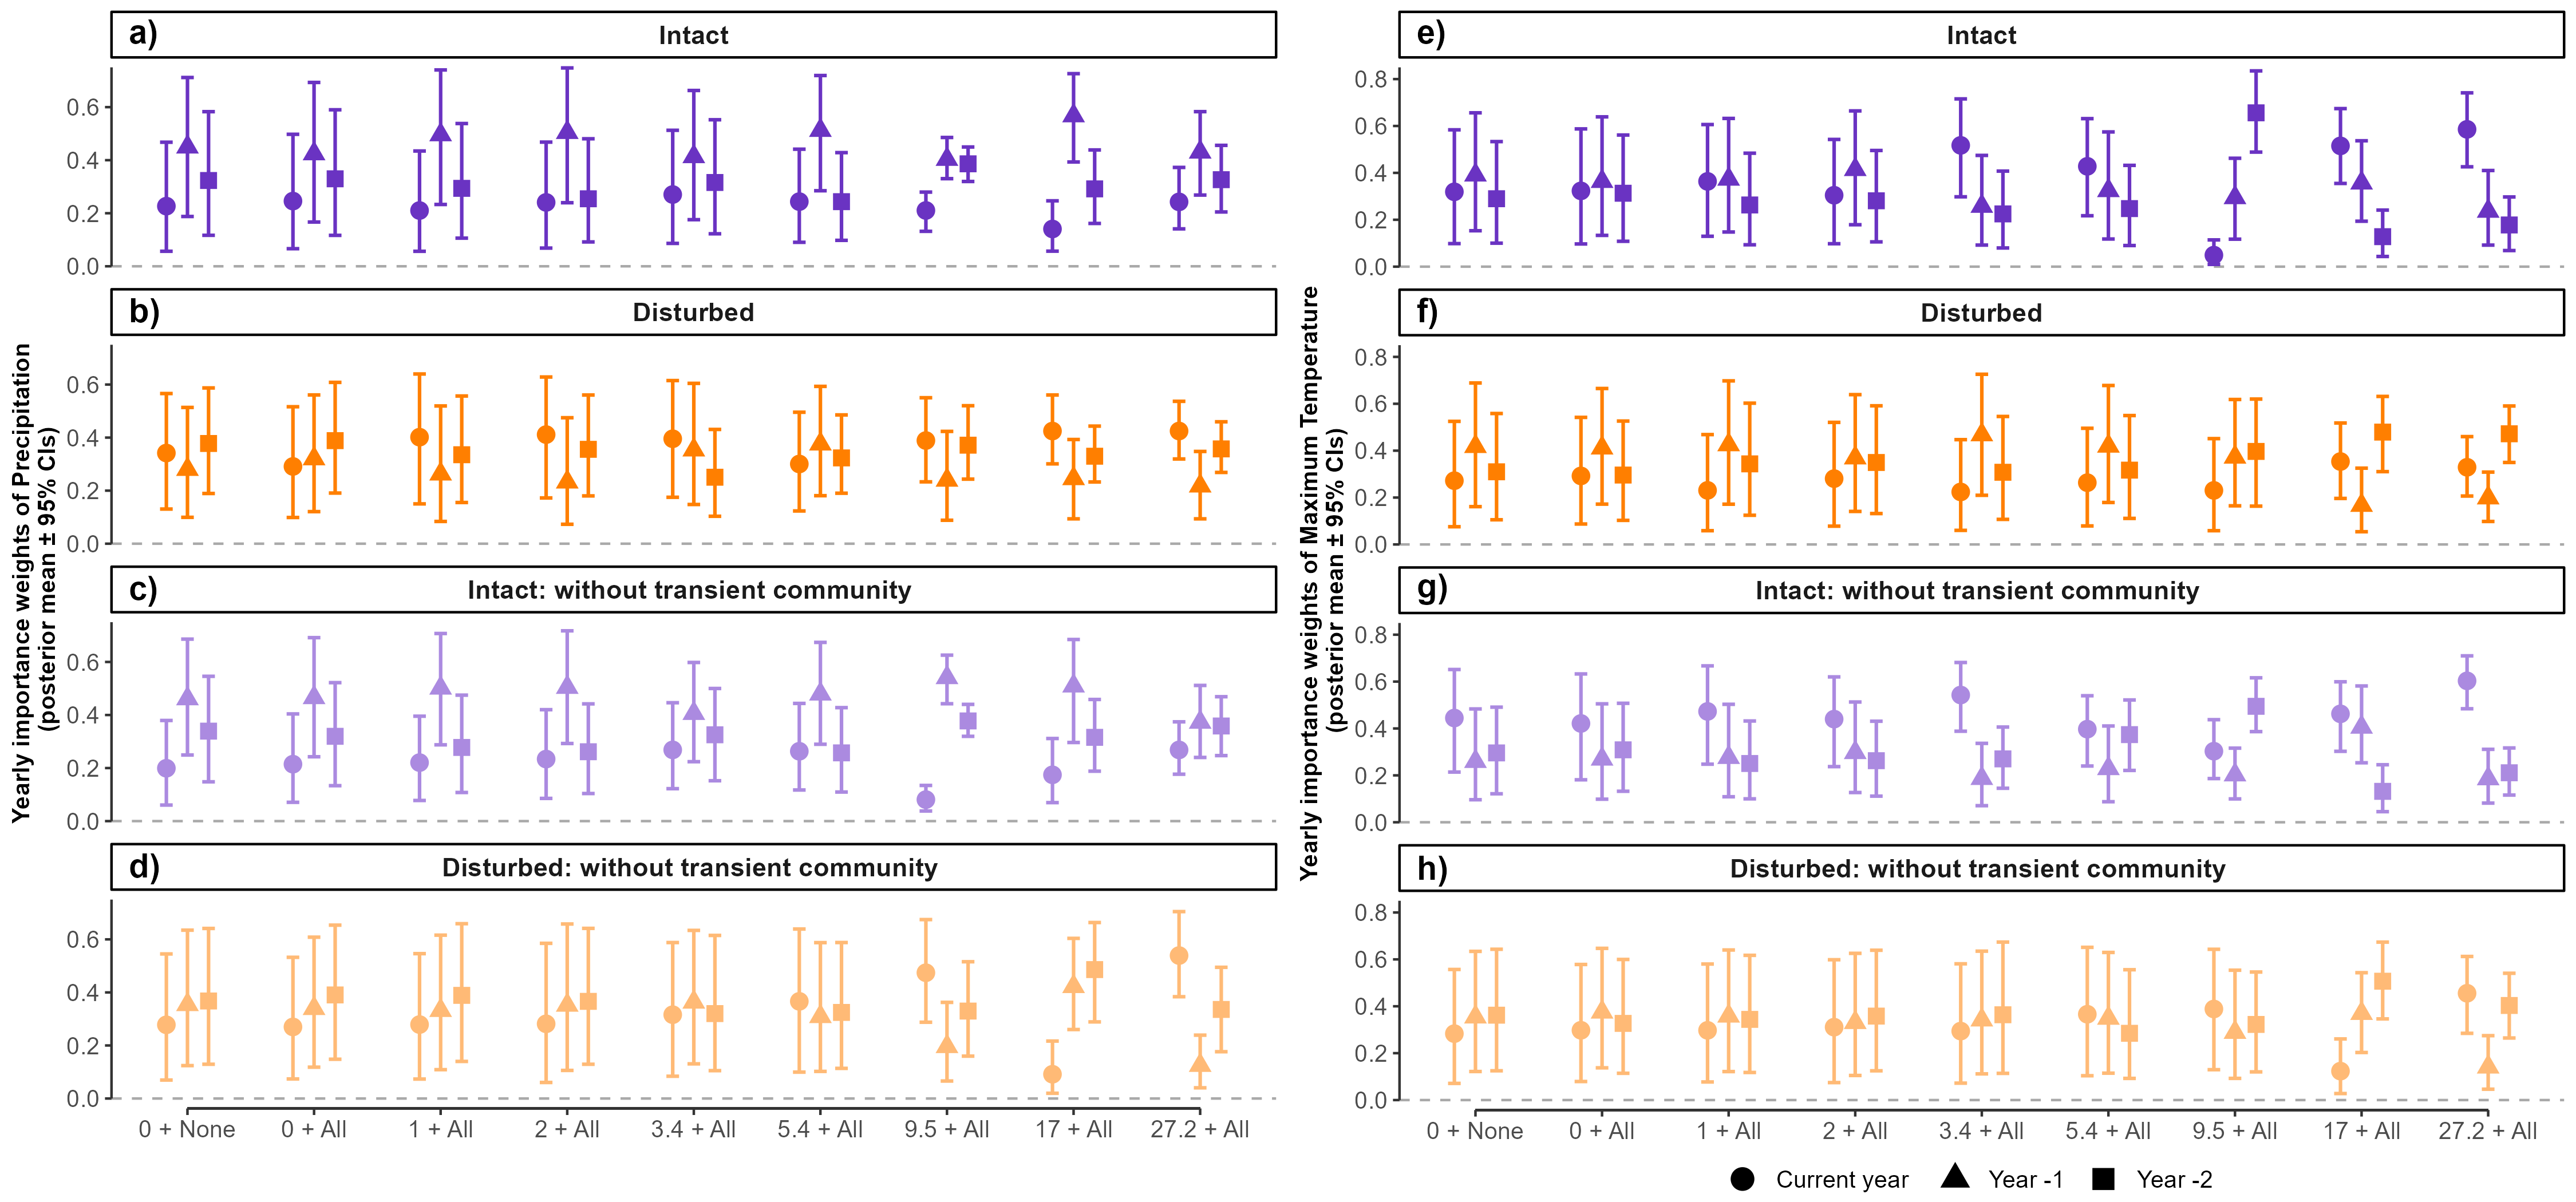 a) Intact
0.6
0.4
0.2
0.0
b) Disturbed
0.6
0.4
0.2
0.0
c) Intact: without transient community
0.6
0.4
0.2
0.0
d) Disturbed: without transient community
0.6
0.4
0.2
0.0
0 + None 0 + All 1 + All 2 + All 3.4 + All 5.4 + All 9.5 + All 17 + All 27.2 + All
Yearly importance weights of Precipitation
(posterior mean ± 95% CIs)
e) Intact
0.8
0.6
0.4
0.2
0.0
f) Disturbed
0.8
0.6
0.4
0.2
0.0
g) Intact: without transient community
0.8
0.6
0.4
0.2
0.0
h) Disturbed: without transient community
0.8
0.6
0.4
0.2
0.0
0 + None 0 + All 1 + All 2 + All 3.4 + All 5.4 + All 9.5 + All 17 + All 27.2 + All
Yearly importance weights of Maximum Temperature
(posterior mean ± 95% CIs)
Current year Year -1 Year -2